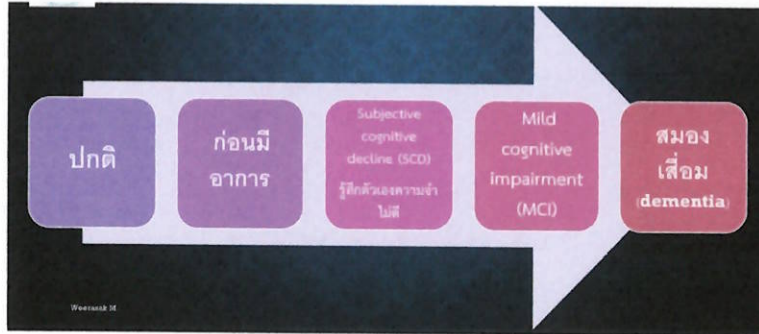 ปกติ
ก่อนมี
อาการ
Subjective
cognitive
decline (SCD)
รู้สึกตัวเองความจำ
ไม่ดี
Mild
cognitive
impairment
(MCI)
สมอง
เสื่อม
(dementia)
Weerasak M